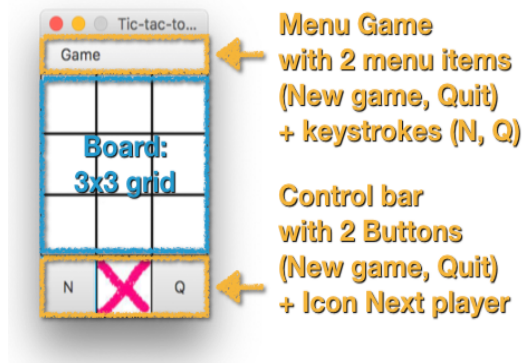 Tic-tac-to...
Game
Menu Game
with 2 menu items
(New game, Quit)
+ keystrokes (N, Q)
Board:
3x3 grid
Control bar
with 2 Buttons
(New game, Quit)
+ Icon Next player
N
Q